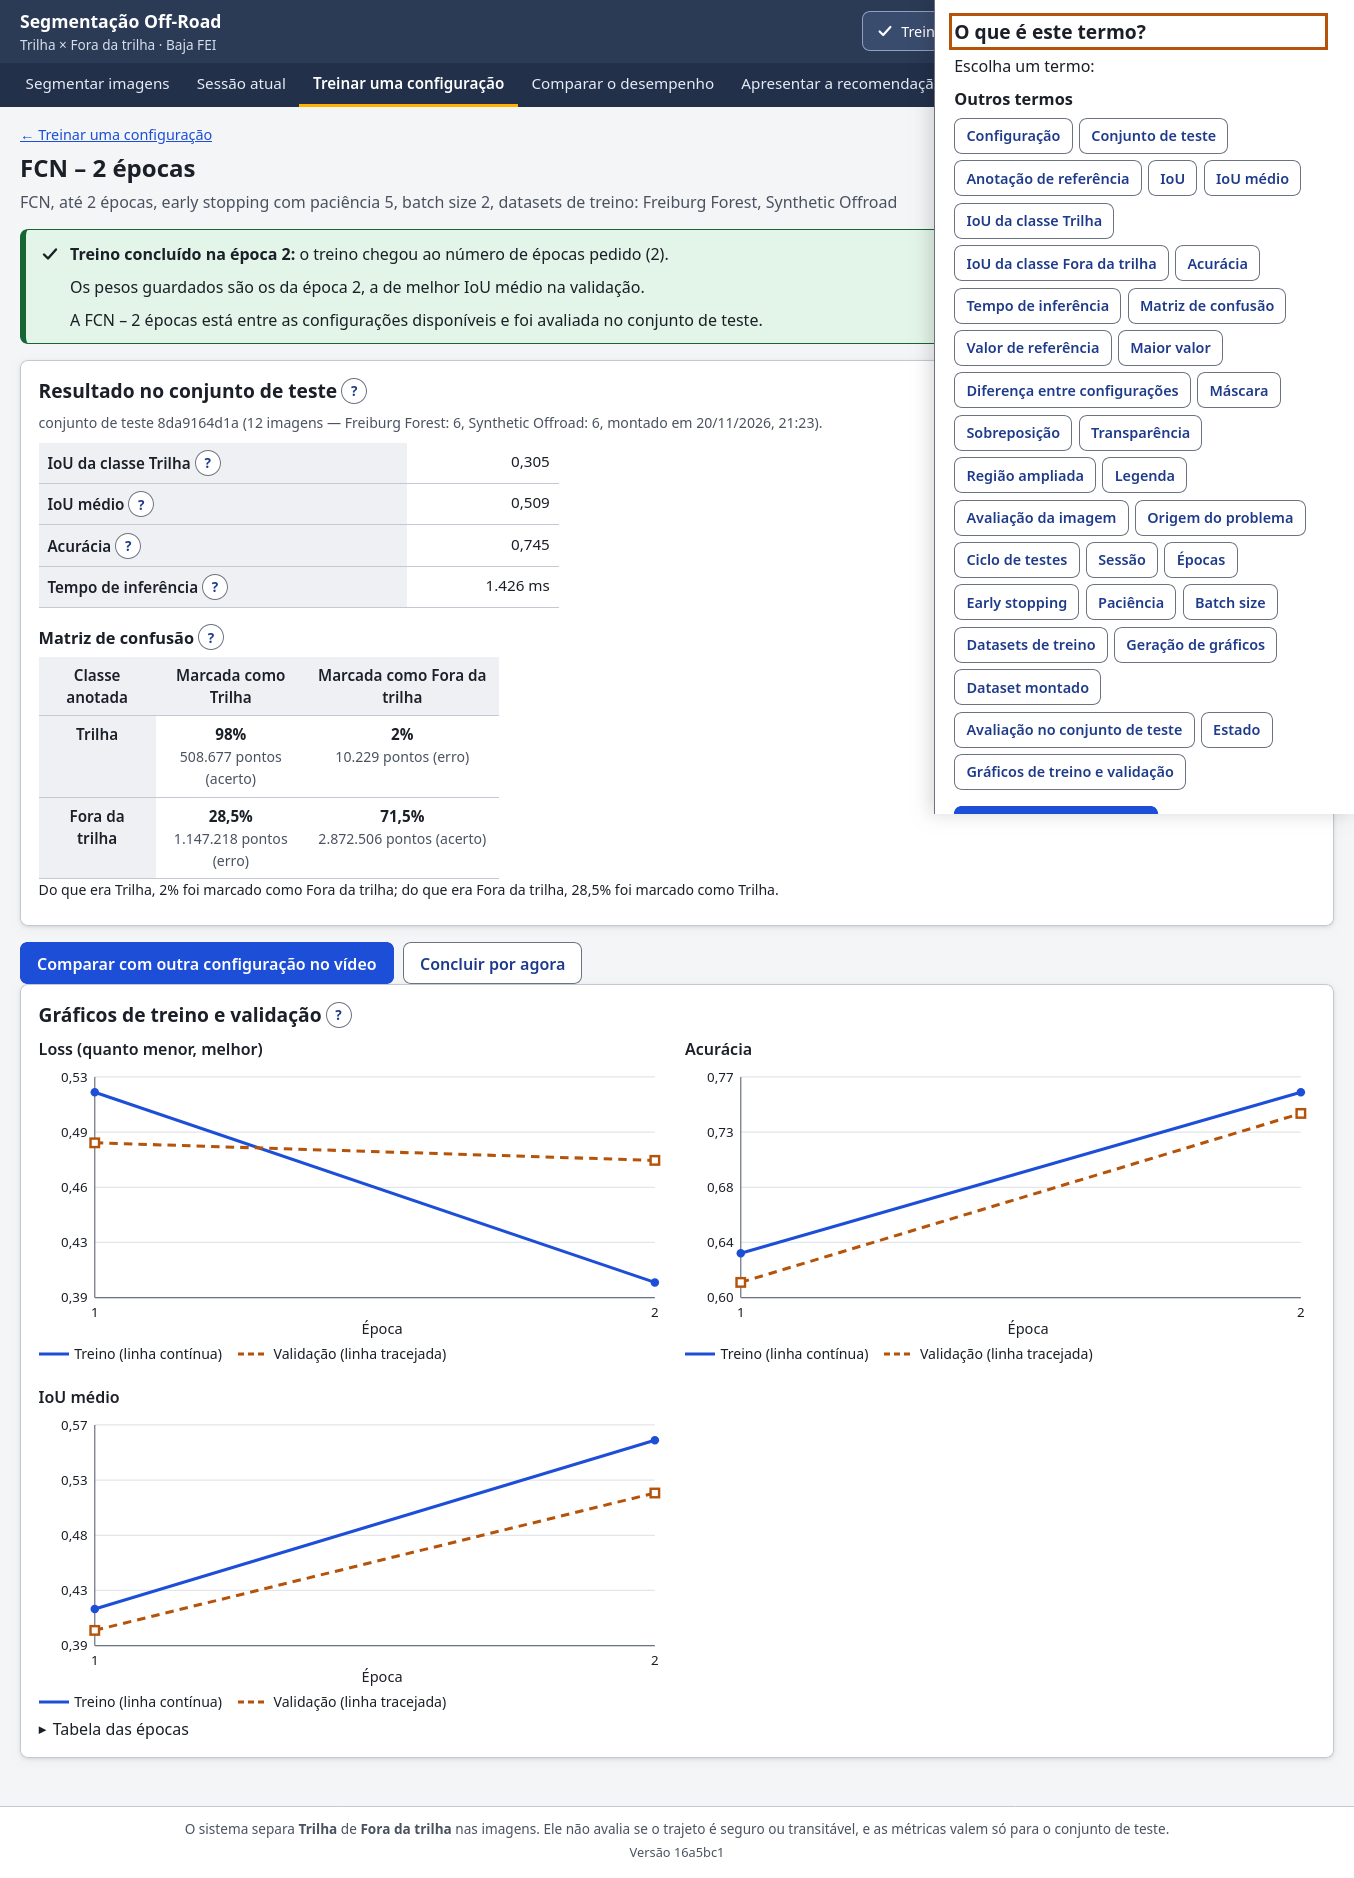 Segmentação Off-Road
Trilha × Fora da trilha · Baja FEI
Segmentar imagens
Sessão atual
Treinar uma configuração
Comparar o desempenho
← Treinar uma configuração
FCN – 2 épocas
FCN, até 2 épocas, early stopping com paciência 5, batch size 2, datasets de treino: Freiburg Forest, Synthetic Offroad
Treino concluído na época 2: o treino chegou ao número de épocas pedido (2).
Os pesos guardados são os da época 2, a de melhor IoU médio na validação.
A FCN – 2 épocas está entre as configurações disponíveis e foi avaliada no conjunto de teste.
Resultado no conjunto de teste ?
conjunto de teste 8da9164d1a (12 imagens — Freiburg Forest: 6, Synthetic Offroad: 6, montado em 20/11/2026, 21:23).
IoU da classe Trilha ? 0,305
IoU médio ? 0,509
Acurácia ? 0,745
Tempo de inferência ? 1.426 ms
Matriz de confusão ?
Classe anotada
Marcada como Trilha
Marcada como Fora da trilha
Trilha
98%
508.677 pontos (acerto)
2%
10.229 pontos (erro)
Fora da trilha
28,5%
1.147.218 pontos (erro)
71,5%
2.872.506 pontos (acerto)
Do que era Trilha, 2% foi marcado como Fora da trilha; do que era Fora da trilha, 28,5% foi marcado como Trilha.
Comparar com outra configuração no vídeo
Concluir por agora
Gráficos de treino e validação ?
Loss (quanto menor, melhor)
0,53
0,49
0,46
0,43
0,39
1
2
Época
Treino (linha contínua)
Validação (linha tracejada)
Acurácia
0,77
0,73
0,68
0,64
0,60
1
2
Época
Treino (linha contínua)
Validação (linha tracejada)
IoU médio
0,57
0,53
0,48
0,43
0,39
1
2
Época
Treino (linha contínua)
Validação (linha tracejada)
▸ Tabela das épocas
O que é este termo?
Escolha um termo:
Outros termos
Configuração
Conjunto de teste
Anotação de referência
IoU
IoU médio
IoU da classe Trilha
IoU da classe Fora da trilha
Acurácia
Tempo de inferência
Matriz de confusão
Valor de referência
Maior valor
Diferença entre configurações
Máscara
Sobreposição
Transparência
Região ampliada
Legenda
Avaliação da imagem
Origem do problema
Ciclo de testes
Sessão
Épocas
Early stopping
Paciência
Batch size
Datasets de treino
Geração de gráficos
Dataset montado
Avaliação no conjunto de teste
Estado
Gráficos de treino e validação
O sistema separa Trilha de Fora da trilha nas imagens. Ele não avalia se o trajeto é seguro ou transitável, e as métricas valem só para o conjunto de teste.
Versão 16a5bc1